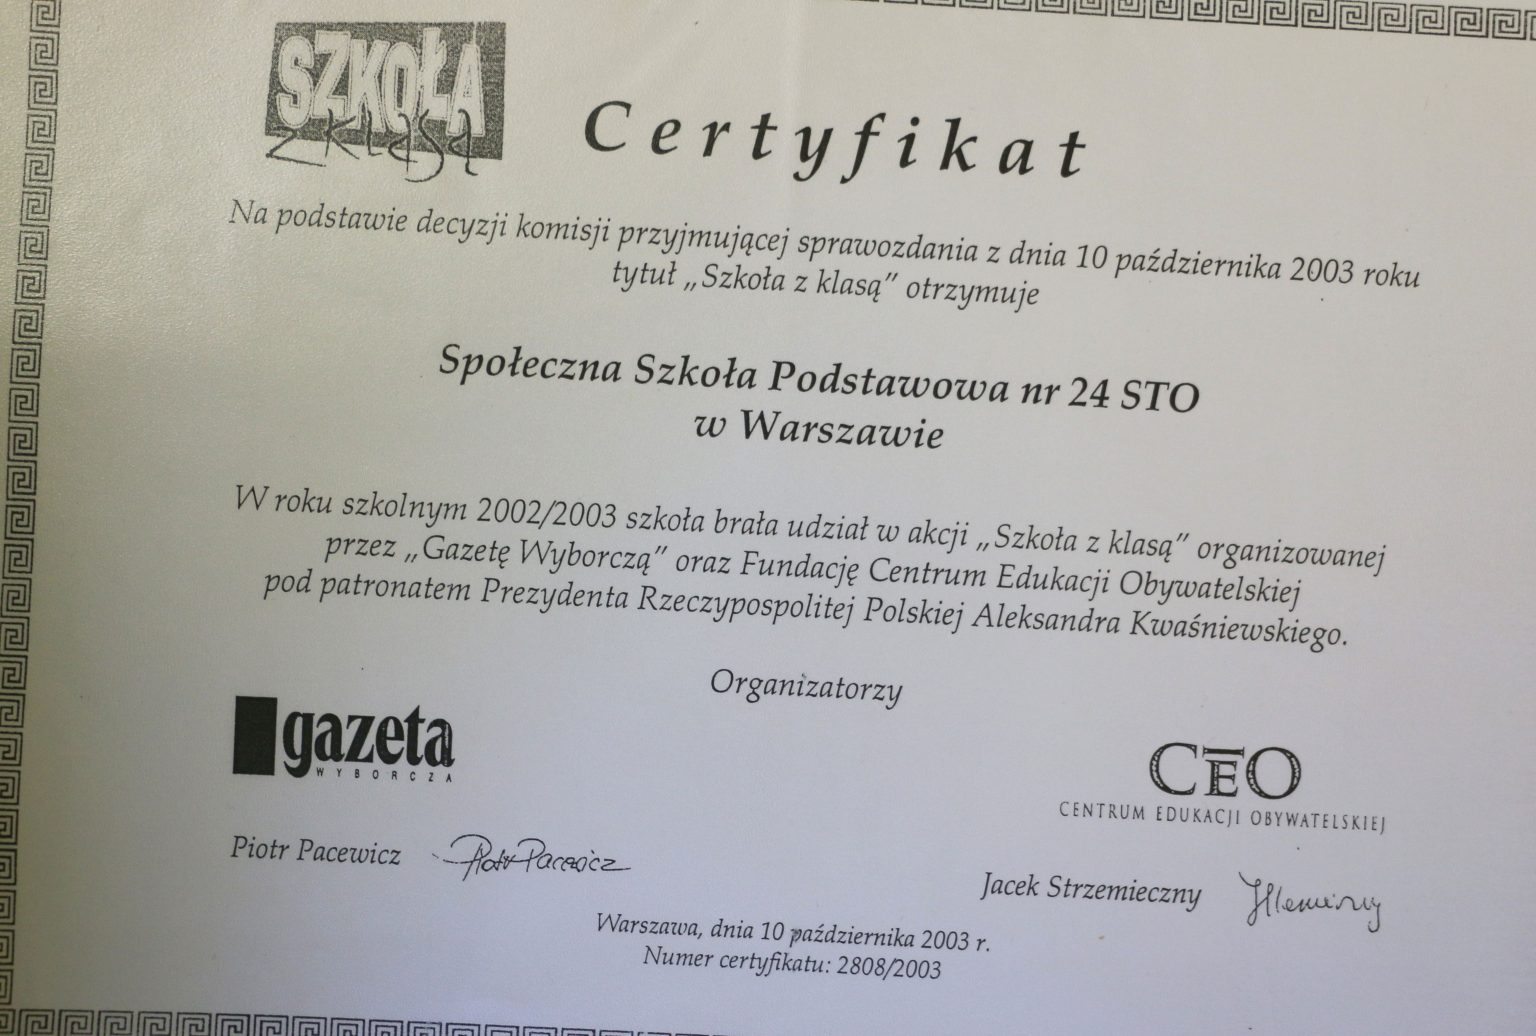 SZKOŁA
z klasą
Certyfikat
Na podstawie decyzji komisji przyjmującej sprawozdania z dnia 10 października 2003 roku
tytuł „Szkoła z klasą” otrzymuje
Społeczna Szkoła Podstawowa nr 24 STO
w Warszawie
W roku szkolnym 2002/2003 szkoła brała udział w akcji „Szkoła z klasą” organizowanej
przez „Gazetę Wyborczą” oraz Fundację Centrum Edukacji Obywatelskiej
pod patronatem Prezydenta Rzeczypospolitej Polskiej Aleksandra Kwaśniewskiego.
Organizatorzy
gazeta
WYBORCZA
CEO
CENTRUM EDUKACJI OBYWATELSKIEJ
Piotr Pacewicz Piotr Pacewicz
Jacek Strzemieczny
Warszawa, dnia 10 października 2003 r.
Numer certyfikatu: 2808/2003